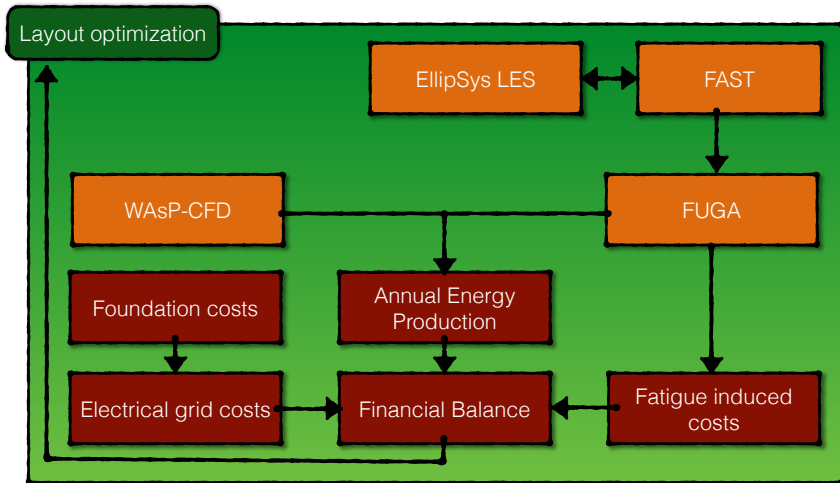 Layout optimization
EllipSys LES
FAST
WAsP-CFD
FUGA
Foundation costs
Annual Energy
Production
Electrical grid costs
Financial Balance
Fatigue induced
costs